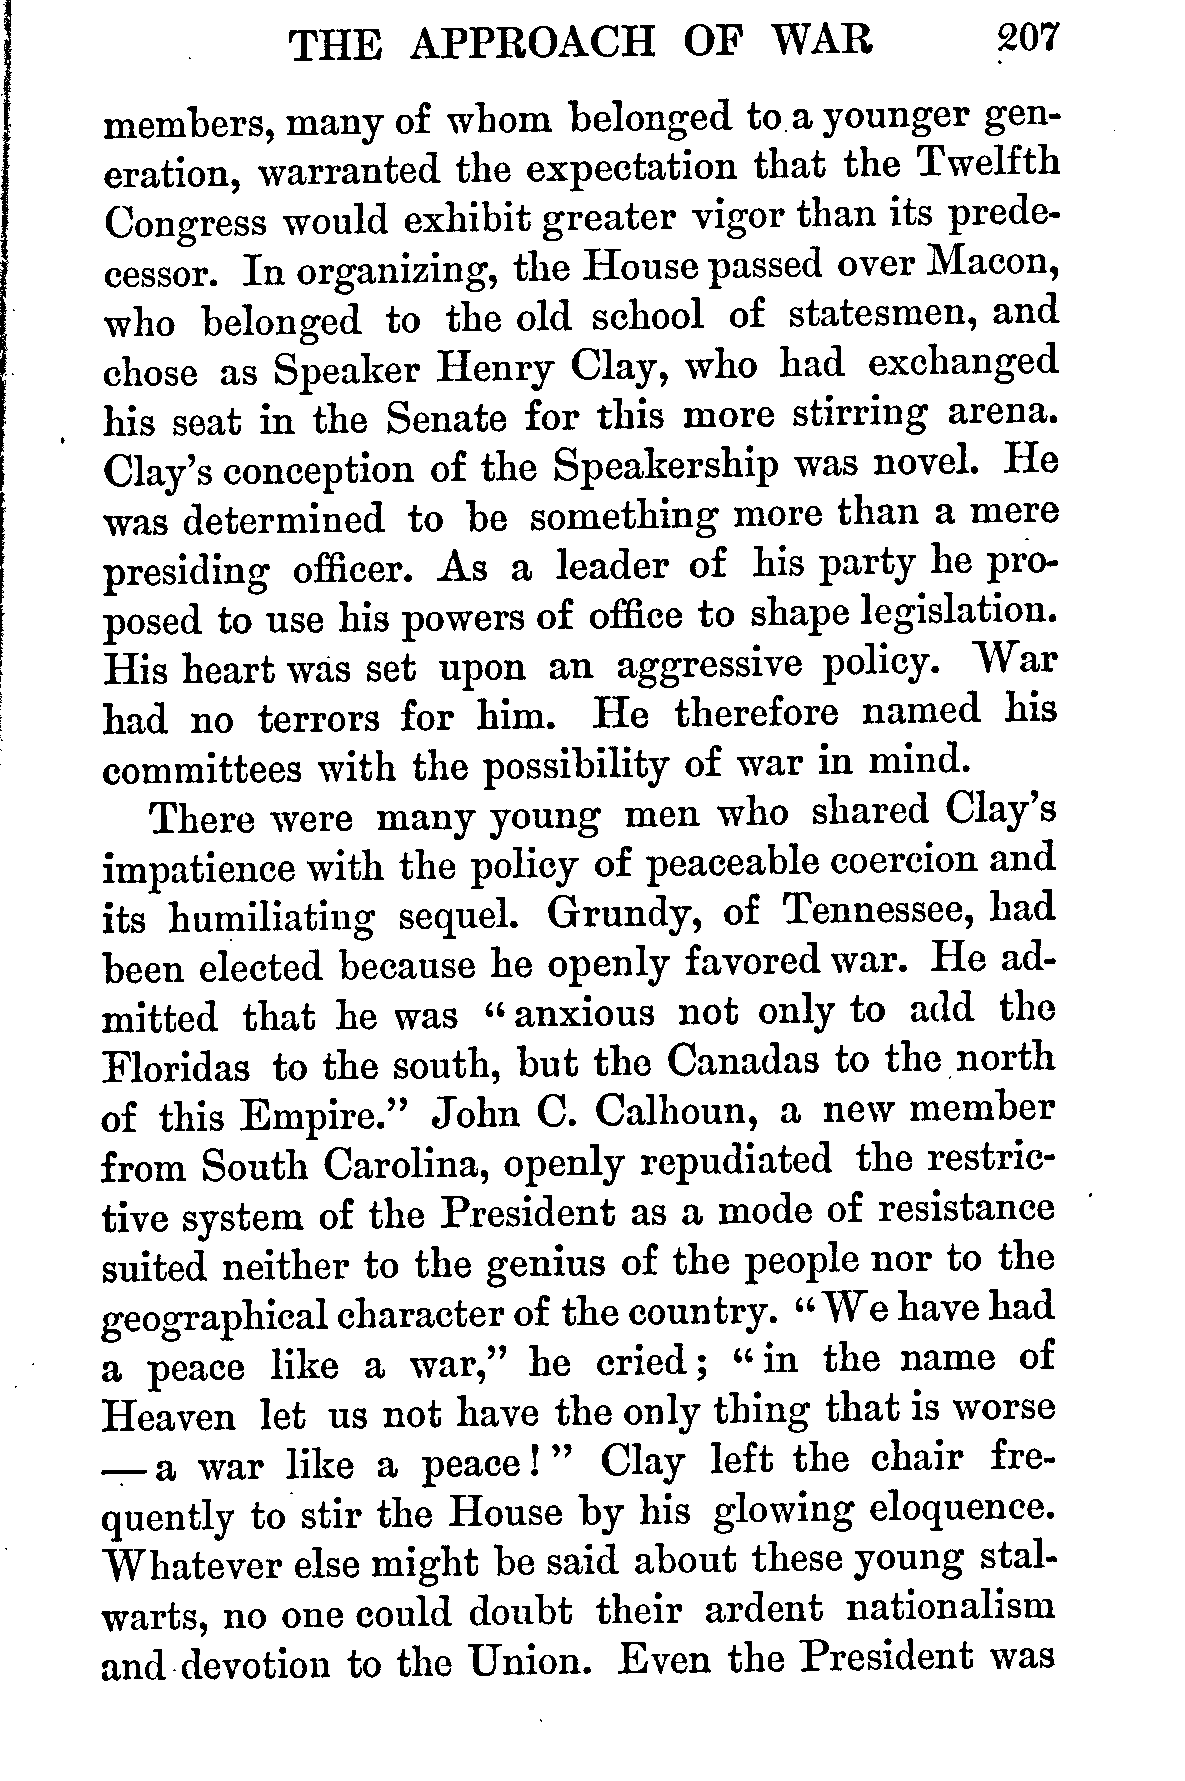 THE APPROACH OF WAR 207
members, many of whom belonged to a younger gen-
eration, warranted the expectation that the Twelfth
Congress would exhibit greater vigor than its prede-
cessor. In organizing, the House passed over Macon,
who belonged to the old school of statesmen, and
chose as Speaker Henry Clay, who had exchanged
his seat in the Senate for this more stirring arena.
Clay's conception of the Speakership was novel. He
was determined to be something more than a mere
presiding officer. As a leader of his party he pro-
posed to use his powers of office to shape legislation.
His heart was set upon an aggressive policy. War
had no terrors for him. He therefore named his
committees with the possibility of war in mind.
There were many young men who shared Clay's
impatience with the policy of peaceable coercion and
its humiliating sequel. Grundy, of Tennessee, had
been elected because he openly favored war. He ad-
mitted that he was “anxious not only to add the
Floridas to the south, but the Canadas to the north
of this Empire.” John C. Calhoun, a new member
from South Carolina, openly repudiated the restric-
tive system of the President as a mode of resistance
suited neither to the genius of the people nor to the
geographical character of the country. “We have had
a peace like a war,” he cried; “in the name of
Heaven let us not have the only thing that is worse
—a war like a peace!” Clay left the chair fre-
quently to stir the House by his glowing eloquence.
Whatever else might be said about these young stal-
warts, no one could doubt their ardent nationalism
and devotion to the Union. Even the President was